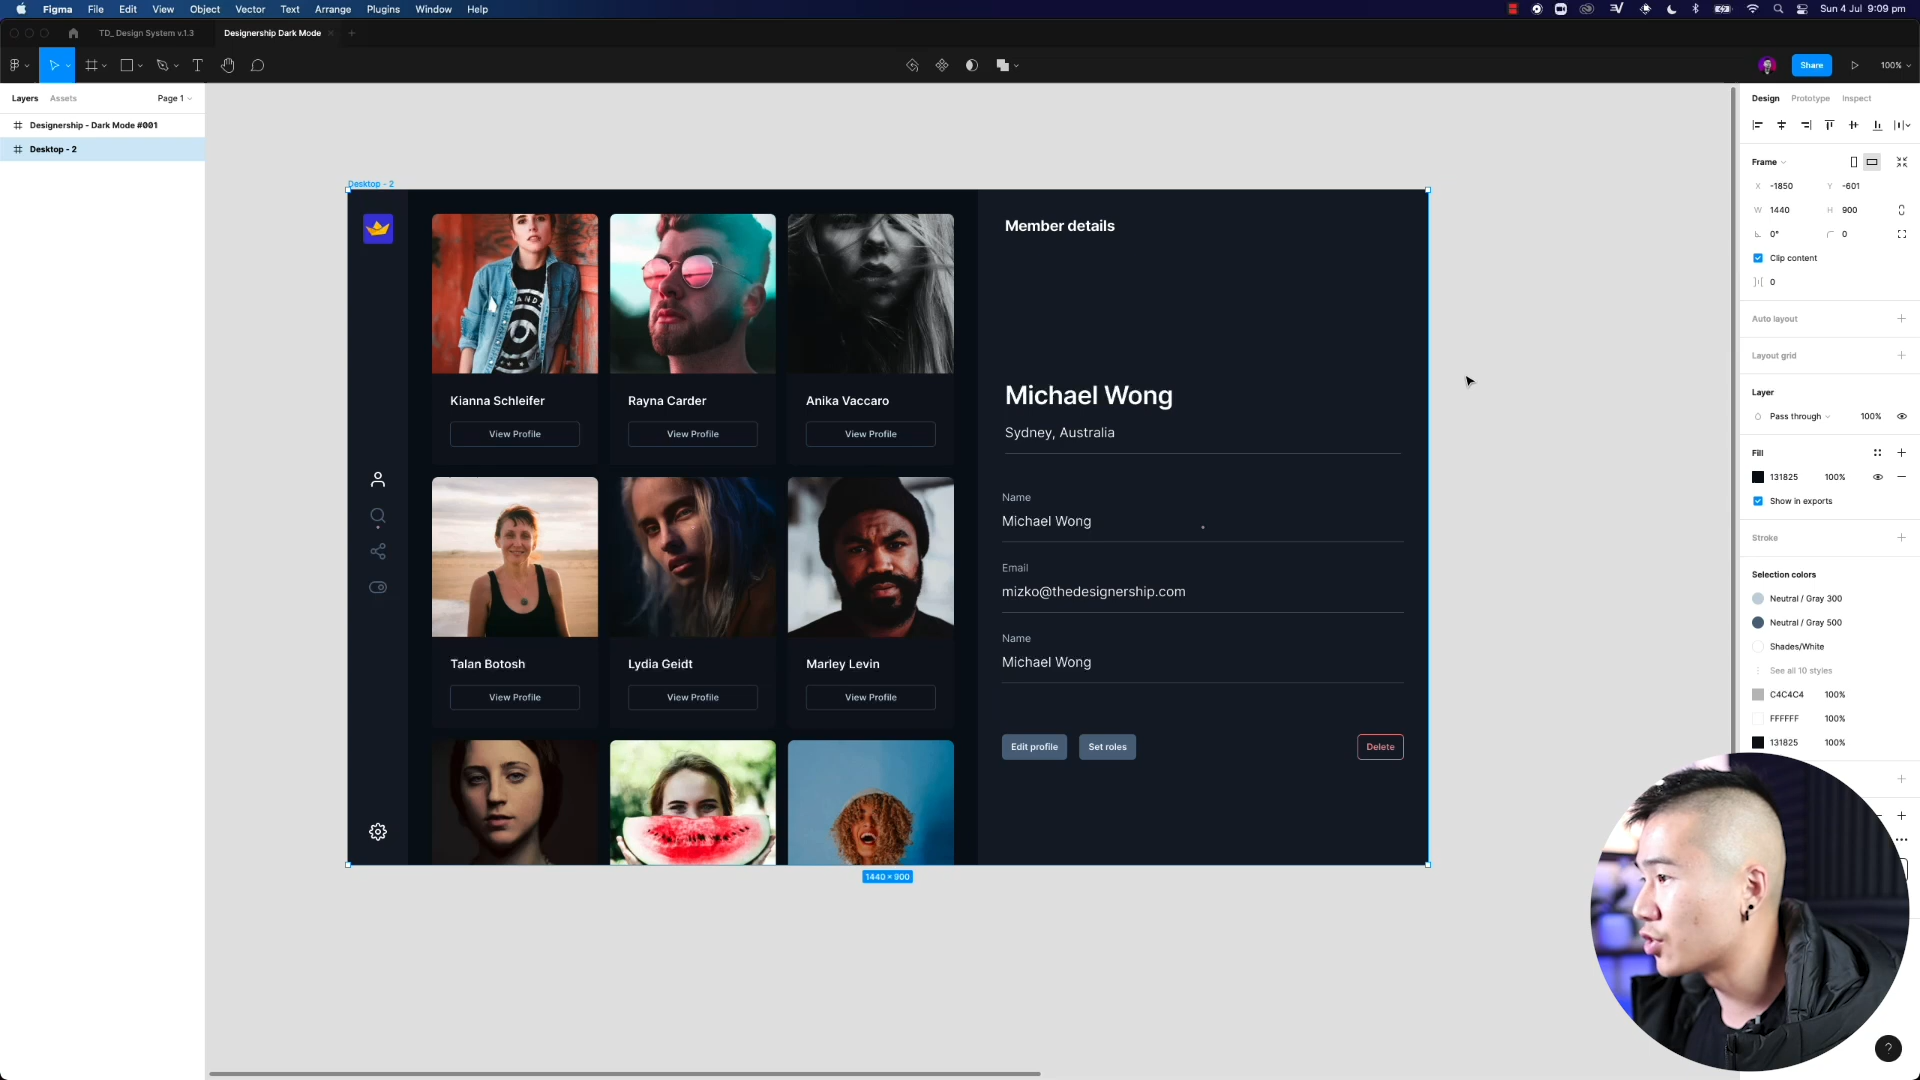 Figma File Edit View Object Vector Text Arrange Plugins Window Help Sun 4 Jul 9:09 pm
TD_ Design System v.1.3 Designership Dark Mode
Share 100%
Layers Assets Page 1
Designership - Dark Mode #001
Desktop - 2
Desktop - 2
Member details
Michael Wong
Sydney, Australia
Kianna Schleifer Rayna Carder Anika Vaccaro
View Profile View Profile View Profile
Name
Michael Wong
Email
mizko@thedesignership.com
Name
Michael Wong
Talan Botosh Lydia Geidt Marley Levin
View Profile View Profile View Profile
Edit profile Set roles Delete
1440 × 900
Design Prototype Inspect
Frame
X -1850 Y -601
W 1440 H 900
0° 0
Clip content
0
Auto layout
Layout grid
Layer
Pass through 100%
Fill
131825 100%
Show in exports
Stroke
Selection colors
Neutral / Gray 300
Neutral / Gray 500
Shades/White
See all 10 styles
C4C4C4 100%
FFFFFF 100%
131825 100%
?